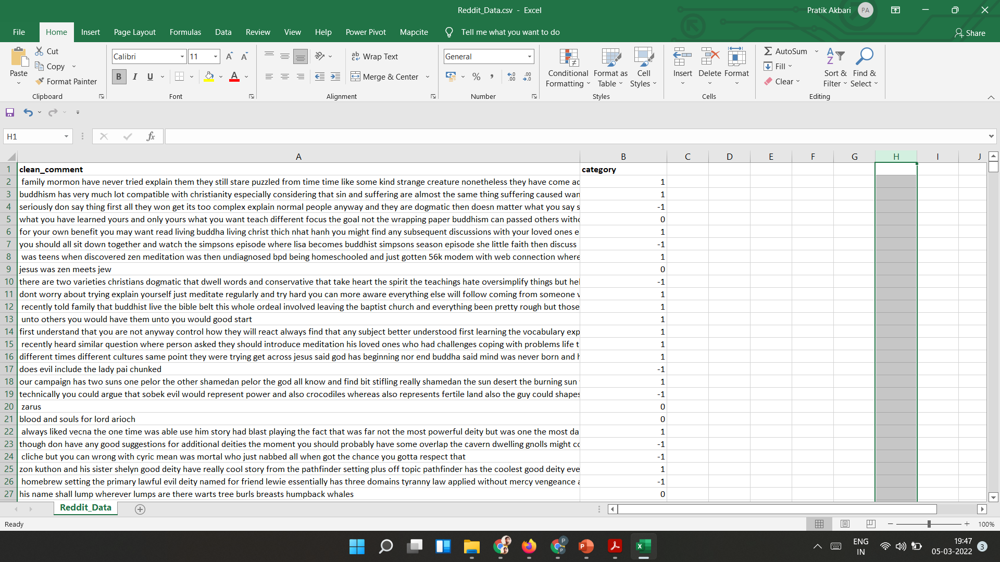 Reddit_Data.csv - Excel
Pratik Akbari PA
File Home Insert Page Layout Formulas Data Review View Help Power Pivot Mapcite Tell me what you want to do Share
Paste Cut Copy Format Painter Clipboard
Calibri 11 A A B I U A Font
ab Wrap Text Merge & Center Alignment
General % , Number
Conditional Formatting Format as Table Cell Styles Styles
Insert Delete Format Cells
AutoSum Fill Clear Sort & Filter Find & Select Editing
H1 fx
A B C D E F G H I J
1 clean_comment category
2 family mormon have never tried explain them they still stare puzzled from time time like some kind strange creature nonetheless they have come 1
3 buddhism has very much lot compatible with christianity especially considering that sin and suffering are almost the same thing suffering caused 1
4 seriously don say thing first all they won get its too complex explain normal people anyway and they are dogmatic then doesn matter what you say s -1
5 what you have learned yours and only yours what you want teach different focus the goal not the wrapping paper buddhism can passed others 0
6 for your own benefit you may want read living buddha living christ thich nhat hanh you might find any subsequent discussions with your loved ones e 1
7 you should all sit down together and watch the simpsons episode where lisa becomes buddhist simpsons season episode she little faith then discuss -1
8 was teens when discovered zen meditation was then undiagnosed bpd being homeschooled and just gotten 56k modem with web connection where 1
9 jesus was zen meets jew 0
10 there are two varieties christians dogmatic that dwell words and conservative that take heart the spirit the teachings hate oversimplify things but -1
11 dont worry about trying explain yourself just meditate regularly and try hard you can more aware everything else will follow coming from someone 1
12 recently told family that buddhist live the bible belt this whole ordeal involved leaving the baptist church and everything been pretty rough but those 1
13 unto others you would have them unto you would good start 1
14 first understand that you are not anyway control how they will react always find that any subject better understood first learning the vocabulary exp 1
15 recently heard similar question where person asked they should introduce meditation his loved ones who had challenges coping with problems life t 1
16 different times different cultures same point they were trying get across jesus said god has beginning nor end buddha said mind was never born and 1
17 does evil include the lady pai chunked -1
18 our campaign has two suns one pelor the other shamedan pelor the god all know and find bit stifling really shamedan the sun desert the burning sun 1
19 technically you could argue that sobek evil would represent power and also crocodiles whereas also represents fertile land also the guy could shapes -1
20 zarus 0
21 blood and souls for lord arioch 0
22 always liked vecna the one time was able use him story had blast playing the fact that was far not the most powerful deity but was one the most da 1
23 though don have any good suggestions for additional deities the moment you should probably have some overlap the cavern dwelling gnolls might -1
24 cliche but you can wrong with cyric mean was mortal who just nabbed all when got the chance you gotta respect that -1
25 zon kuthon and his sister shelyn good deity have really cool story from the pathfinder setting plus off topic pathfinder has the coolest good deity eve 1
26 homebrew setting the primary lawful evil deity named for friend lewie essentially has three domains tyranny law applied without mercy vengeance -1
27 his name shall lump wherever lumps are there warts tree burls breasts humpback whales 0
Reddit_Data
Ready 100%
ENG IN 19:47 05-03-2022 3